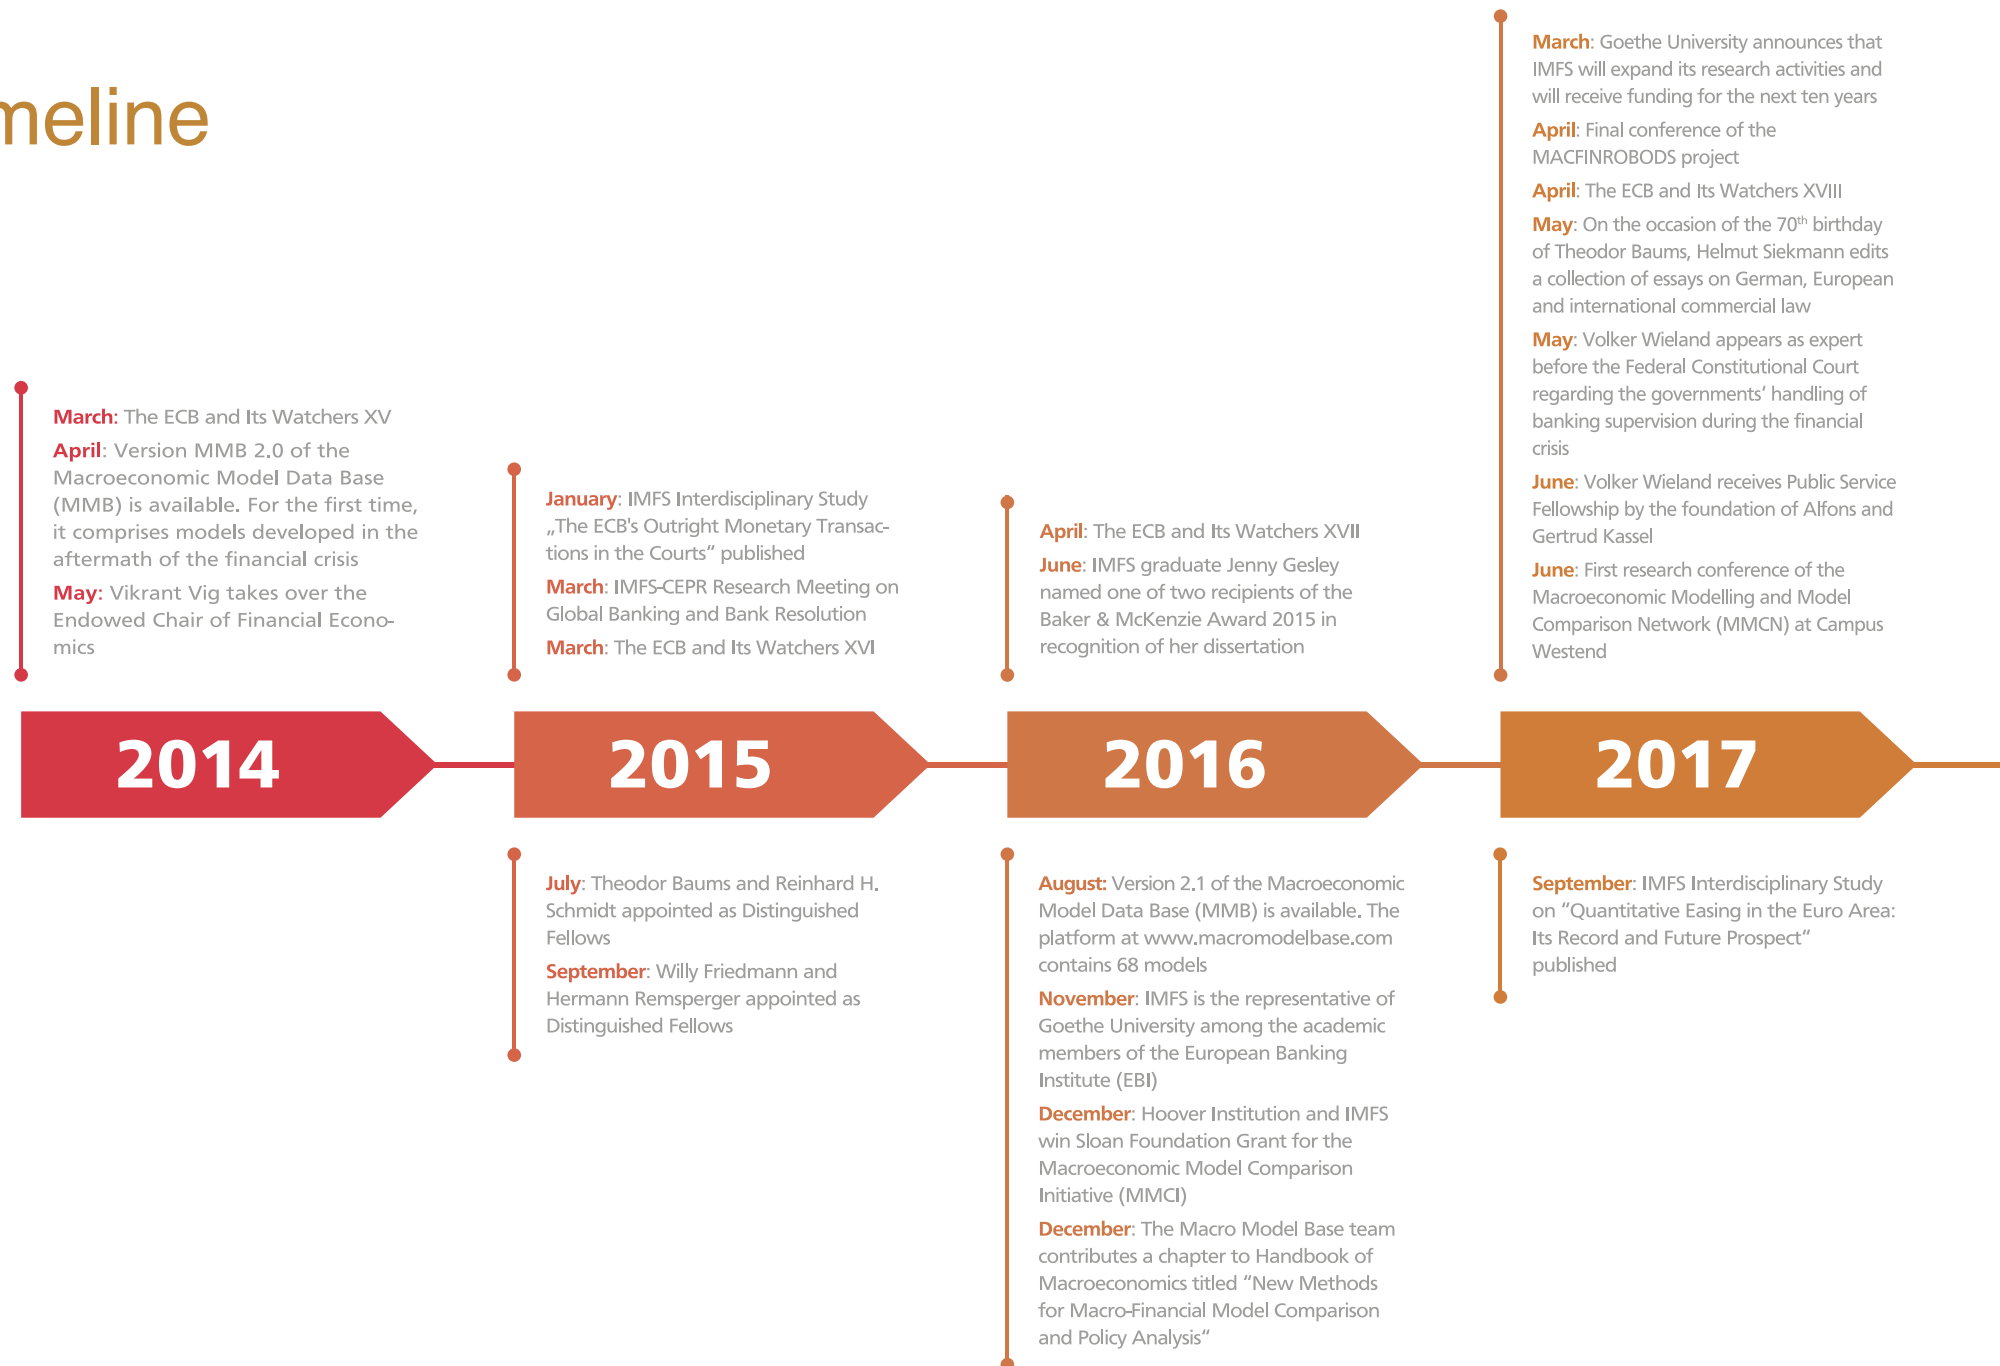 meline
March: The ECB and Its Watchers XV
April: Version MMB 2.0 of the
Macroeconomic Model Data Base
(MMB) is available. For the first time,
it comprises models developed in the
aftermath of the financial crisis
May: Vikrant Vig takes over the
Endowed Chair of Financial Econo-
mics
January: IMFS Interdisciplinary Study
„The ECB's Outright Monetary Transac-
tions in the Courts“ published
March: IMFS-CEPR Research Meeting on
Global Banking and Bank Resolution
March: The ECB and Its Watchers XVI
April: The ECB and Its Watchers XVII
June: IMFS graduate Jenny Gesley
named one of two recipients of the
Baker & McKenzie Award 2015 in
recognition of her dissertation
March: Goethe University announces that
IMFS will expand its research activities and
will receive funding for the next ten years
April: Final conference of the
MACFINROBODS project
April: The ECB and Its Watchers XVIII
May: On the occasion of the 70th birthday
of Theodor Baums, Helmut Siekmann edits
a collection of essays on German, European
and international commercial law
May: Volker Wieland appears as expert
before the Federal Constitutional Court
regarding the governments‘ handling of
banking supervision during the financial
crisis
June: Volker Wieland receives Public Service
Fellowship by the foundation of Alfons and
Gertrud Kassel
June: First research conference of the
Macroeconomic Modelling and Model
Comparison Network (MMCN) at Campus
Westend
2014
2015
2016
2017
July: Theodor Baums and Reinhard H.
Schmidt appointed as Distinguished
Fellows
September: Willy Friedmann and
Hermann Remsperger appointed as
Distinguished Fellows
August: Version 2.1 of the Macroeconomic
Model Data Base (MMB) is available. The
platform at www.macromodelbase.com
contains 68 models
November: IMFS is the representative of
Goethe University among the academic
members of the European Banking
Institute (EBI)
December: Hoover Institution and IMFS
win Sloan Foundation Grant for the
Macroeconomic Model Comparison
Initiative (MMCI)
December: The Macro Model Base team
contributes a chapter to Handbook of
Macroeconomics titled “New Methods
for Macro-Financial Model Comparison
and Policy Analysis“
September: IMFS Interdisciplinary Study
on “Quantitative Easing in the Euro Area:
Its Record and Future Prospect“
published